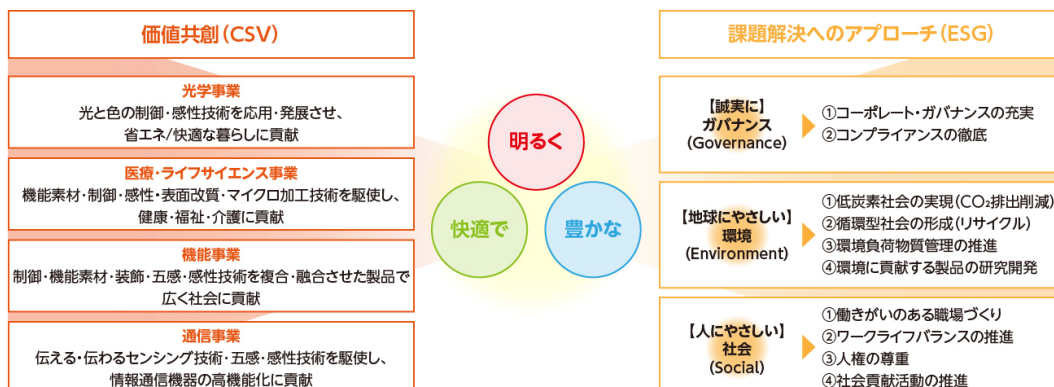 価値共創(CSV)
光学事業
光と色の制御・感性技術を応用・発展させ、
省エネ/快適な暮らしに貢献
医療・ライフサイエンス事業
機能素材・制御・感性・表面改質・マイクロ加工技術を駆使し、
健康・福祉・介護に貢献
機能事業
制御・機能素材・装飾・五感・感性技術を複合・融合させた製品で
広く社会に貢献
通信事業
伝える・伝わるセンシング技術・五感・感性技術を駆使し、
情報通信機器の高機能化に貢献
明るく
快適で
豊かな
課題解決へのアプローチ(ESG)
【誠実に】
ガバナンス
(Governance)
①コーポレート・ガバナンスの充実
②コンプライアンスの徹底
【地球にやさしい】
環境
(Environment)
①低炭素社会の実現(CO₂排出削減)
②循環型社会の形成(リサイクル)
③環境負荷物質管理の推進
④環境に貢献する製品の研究開発
【人にやさしい】
社会
(Social)
①働きがいのある職場づくり
②ワークライフバランスの推進
③人権の尊重
④社会貢献活動の推進